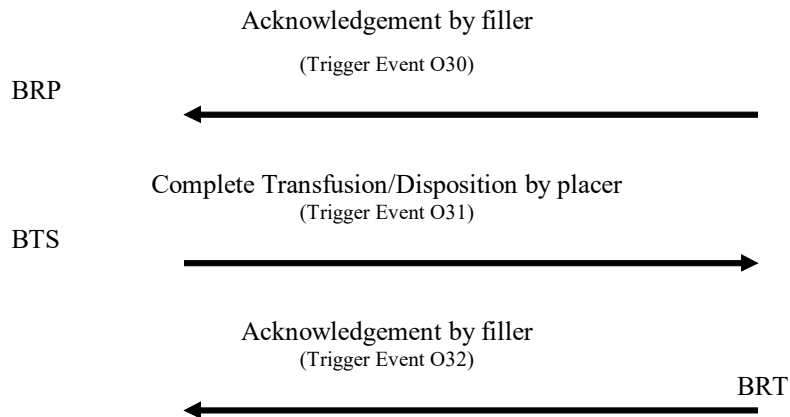 Acknowledgement by filler
(Trigger Event O30)
BRP
Complete Transfusion/Disposition by placer
(Trigger Event O31)
BTS
Acknowledgement by filler
(Trigger Event O32)
BRT